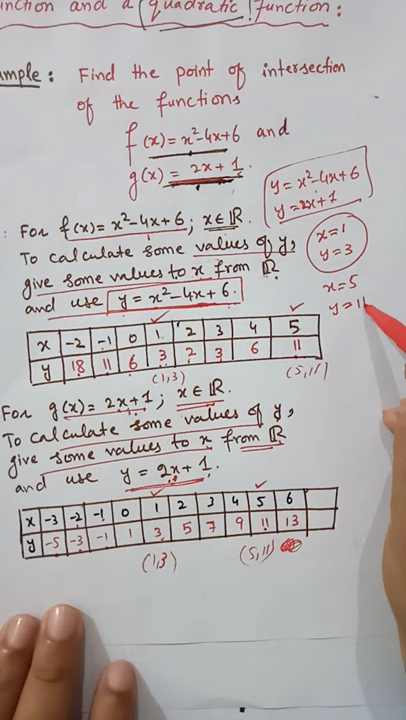 and a quadratic function:
Example: Find the point of intersection
of the functions
f(x) = x²-4x+6 and
g(x) = 2x+1.
y = x²-4x+6
y = 2x+1
: For f(x) = x²-4x+6; x∈ℝ.
To calculate some values of y,
give some values to x from ℝ
and use y = x²-4x+6.
x=1
y=3
x=5
y=11
x -2 -1 0 1 2 3 4 5
y 18 11 6 3 2 3 6 11
(1,3) (5,11)
For g(x) = 2x+1; x∈ℝ.
To calculate some values of y,
give some values to x from ℝ
and use y = 2x+1.
x -3 -2 -1 0 1 2 3 4 5 6
y -5 -3 -1 1 3 5 7 9 11 13
(1,3) (5,11)